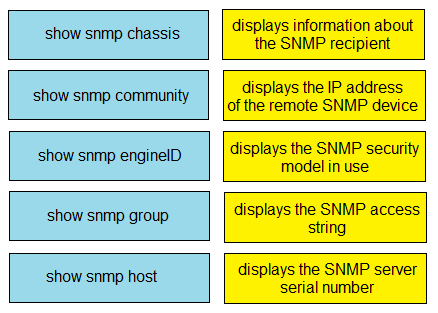 show snmp chassis
displays information about
the SNMP recipient
show snmp community
displays the IP address
of the remote SNMP device
show snmp engineID
displays the SNMP security
model in use
show snmp group
displays the SNMP access
string
show snmp host
displays the SNMP server
serial number